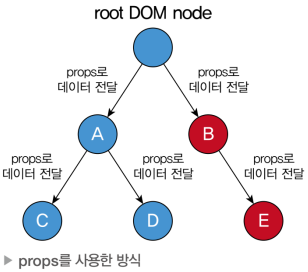 root DOM node
props로
데이터 전달
props로
데이터 전달
A
B
props로
데이터 전달
props로
데이터 전달
props로
데이터 전달
C
D
E
▶ props를 사용한 방식